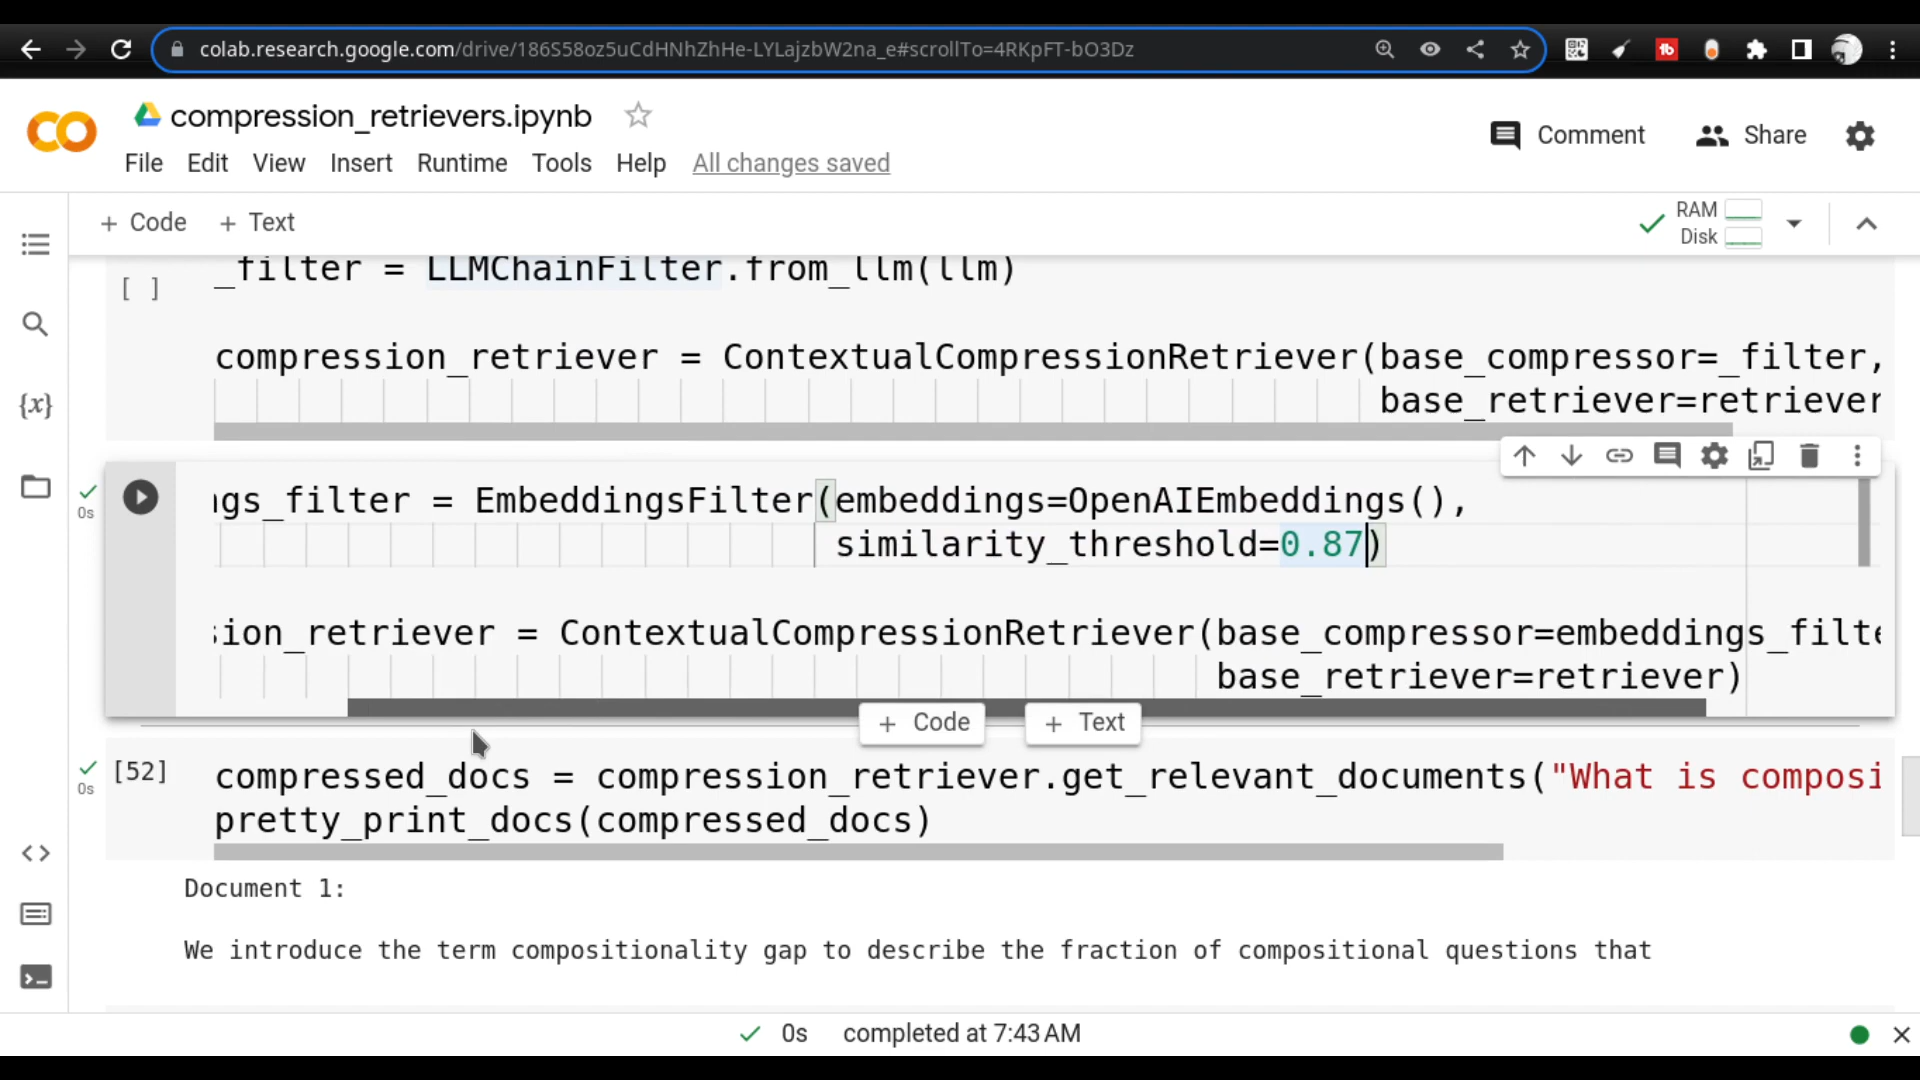 colab.research.google.com/drive/186S58oz5uCdHNhZhHe-LYLajzbW2na_e#scrollTo=4RKpFT-bO3Dz
compression_retrievers.ipynb
Comment
Share
File Edit View Insert Runtime Tools Help All changes saved
+ Code + Text
RAM
Disk
_filter = LLMChainFilter.from_llm(llm)
[ ]
compression_retriever = ContextualCompressionRetriever(base_compressor=_filter,
base_retriever=retriever
ngs_filter = EmbeddingsFilter(embeddings=OpenAIEmbeddings(),
0s
similarity_threshold=0.87)
sion_retriever = ContextualCompressionRetriever(base_compressor=embeddings_filte
base_retriever=retriever)
+ Code + Text
[52] compressed_docs = compression_retriever.get_relevant_documents("What is composi
0s
pretty_print_docs(compressed_docs)
Document 1:
We introduce the term compositionality gap to describe the fraction of compositional questions that
0s completed at 7:43 AM